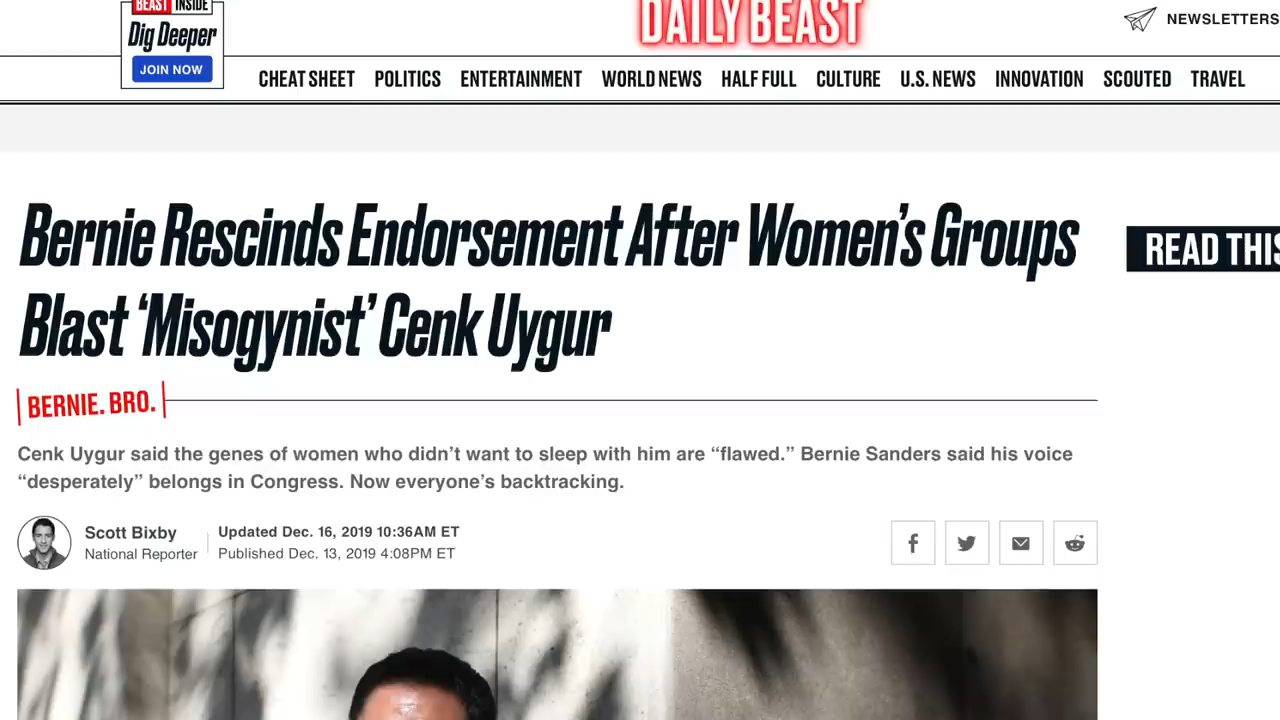 BEAST INSIDE
Dig Deeper
JOIN NOW
DAILY BEAST
NEWSLETTERS
CHEAT SHEET POLITICS ENTERTAINMENT WORLD NEWS HALF FULL CULTURE U.S. NEWS INNOVATION SCOUTED TRAVEL
Bernie Rescinds Endorsement After Women’s Groups
Blast ‘Misogynist’ Cenk Uygur
READ THIS
BERNIE. BRO.
Cenk Uygur said the genes of women who didn’t want to sleep with him are “flawed.” Bernie Sanders said his voice
“desperately” belongs in Congress. Now everyone’s backtracking.
Scott Bixby
National Reporter
Updated Dec. 16, 2019 10:36AM ET
Published Dec. 13, 2019 4:08PM ET